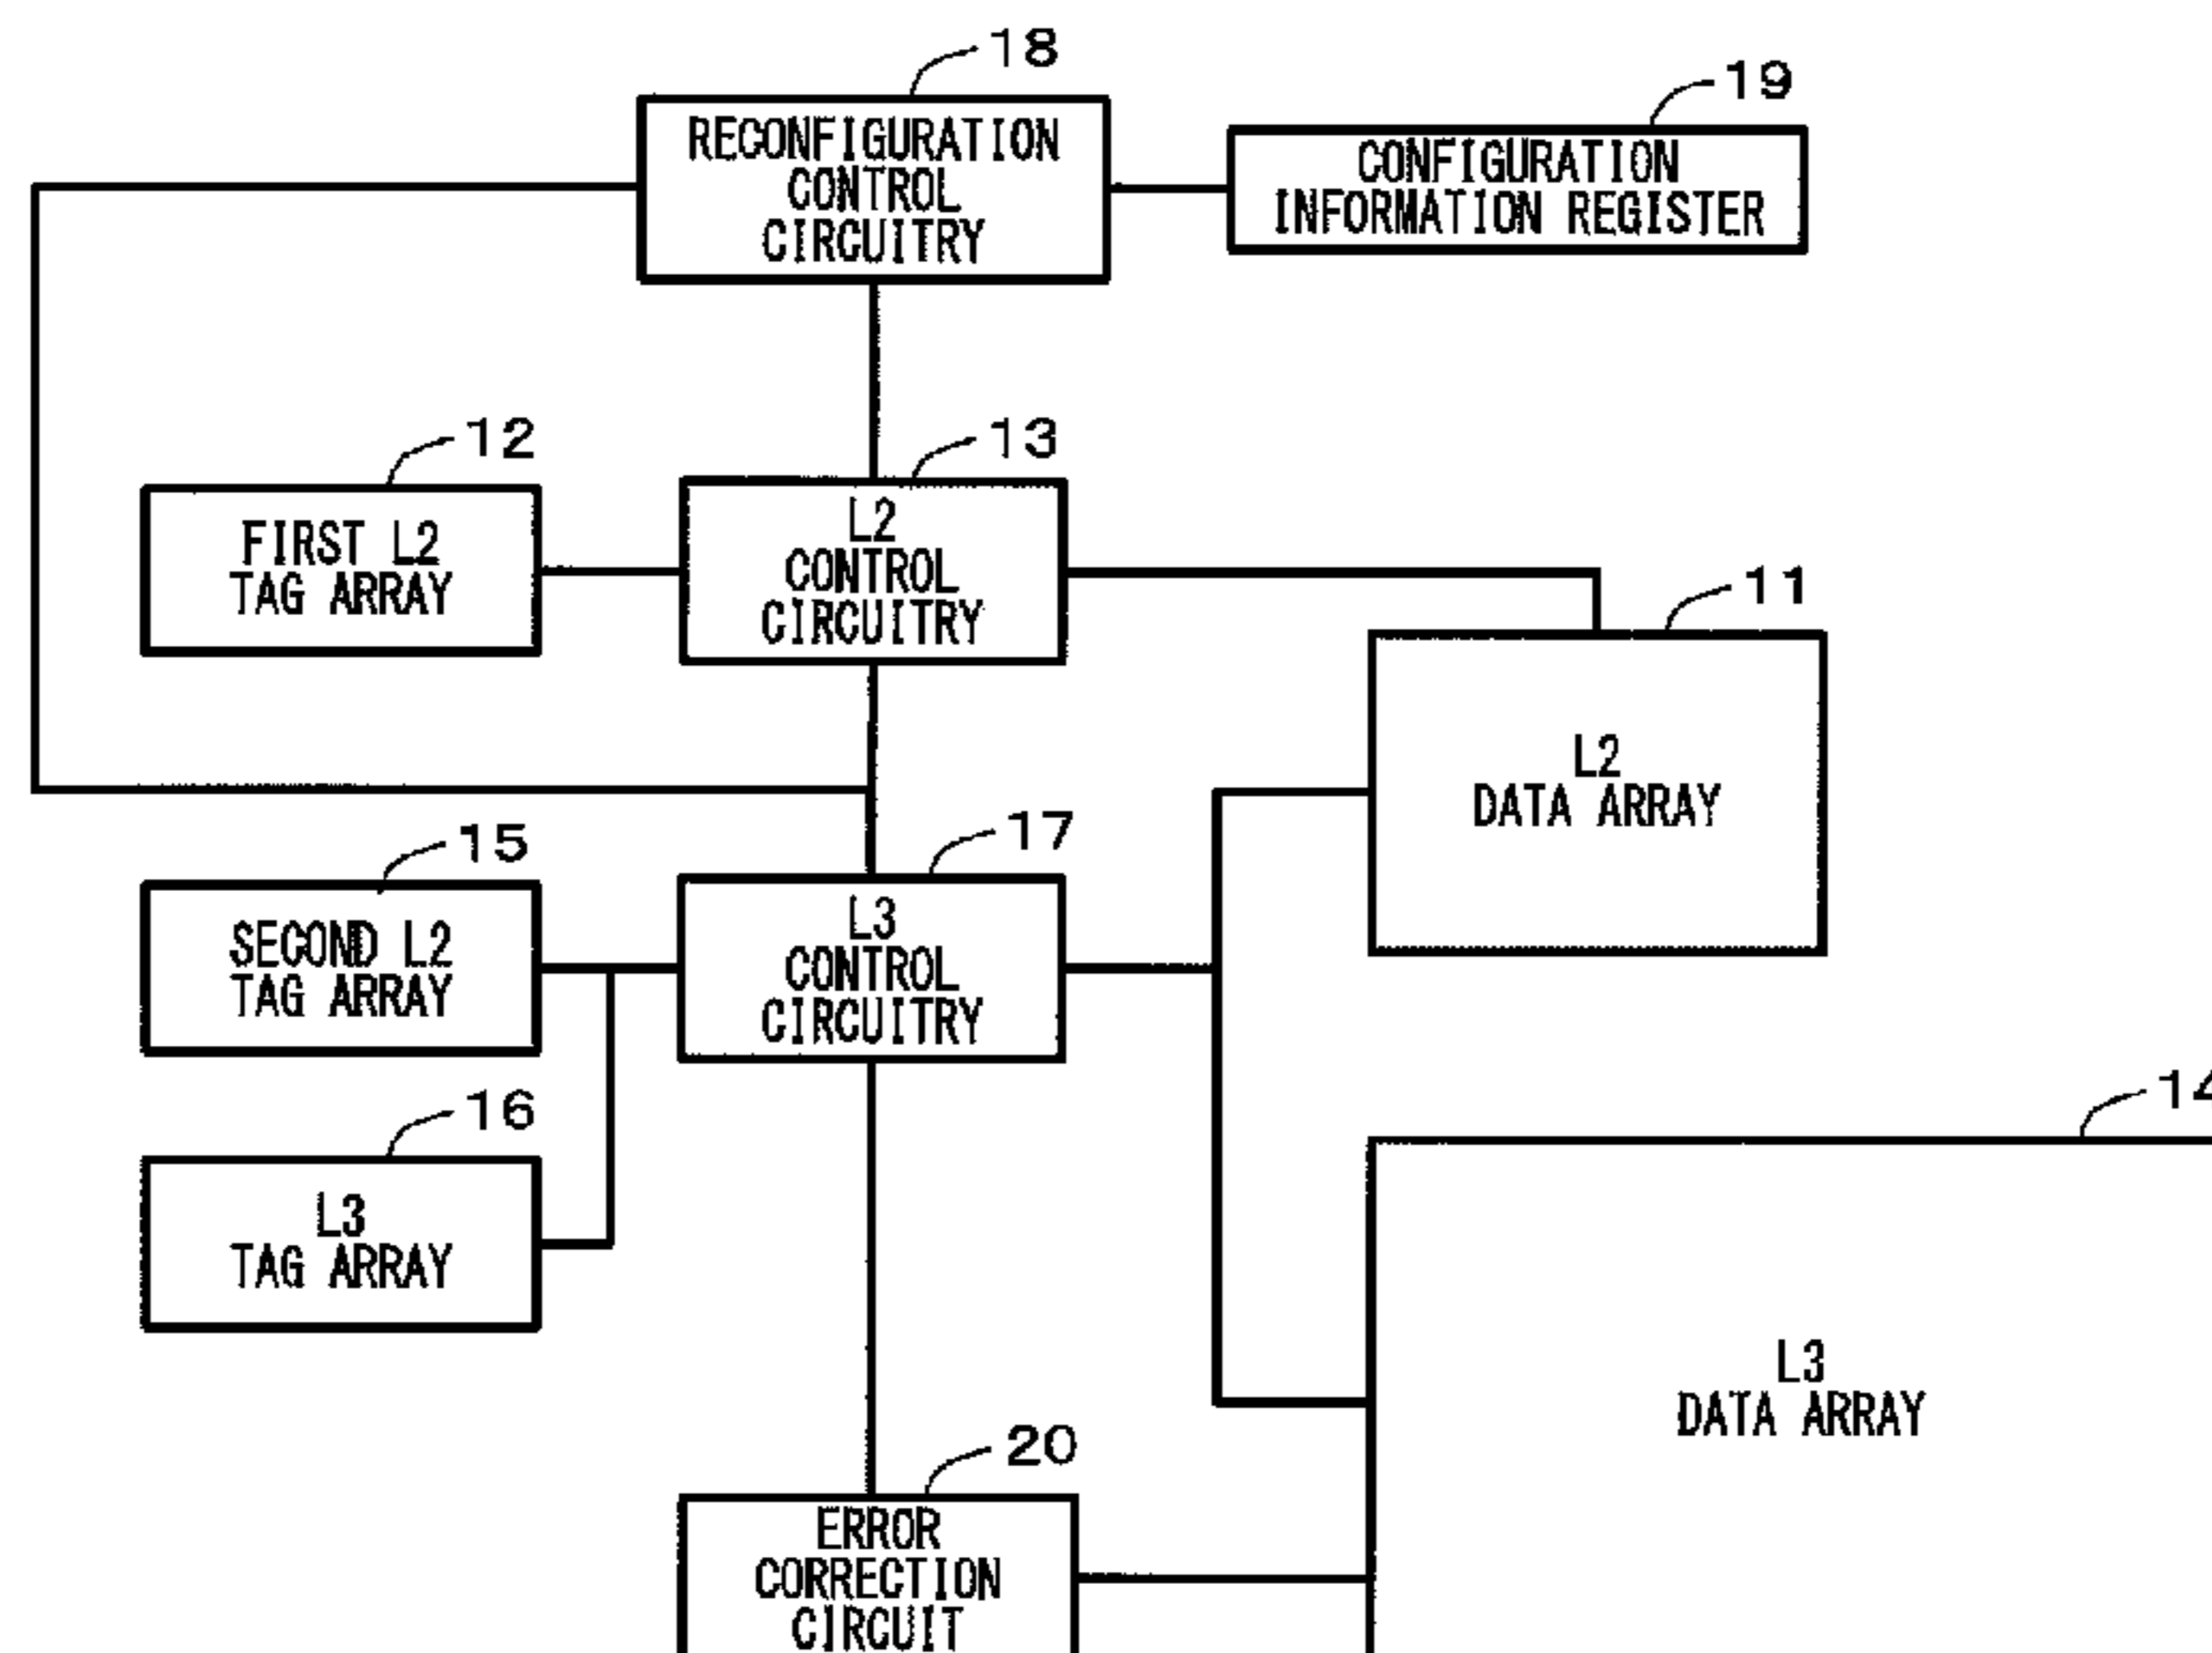 18
19
RECONFIGURATION
CONTROL
CIRCUITRY
CONFIGURATION
INFORMATION REGISTER
12
13
FIRST L2
TAG ARRAY
L2
CONTROL
CIRCUITRY
11
L2
DATA ARRAY
15
17
SECOND L2
TAG ARRAY
L3
CONTROL
CIRCUITRY
16
14
L3
TAG ARRAY
L3
DATA ARRAY
20
ERROR
CORRECTION
CIRCUIT